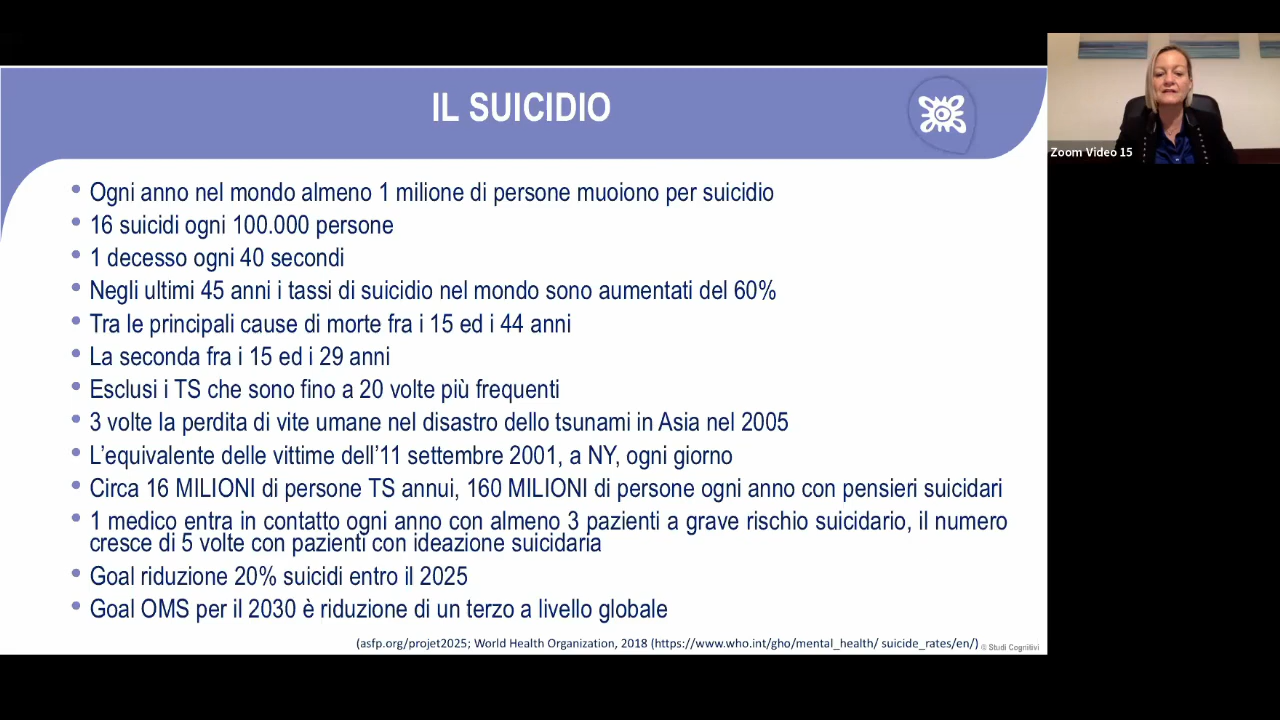 IL SUICIDIO
Zoom Video 15
• Ogni anno nel mondo almeno 1 milione di persone muoiono per suicidio
• 16 suicidi ogni 100.000 persone
• 1 decesso ogni 40 secondi
• Negli ultimi 45 anni i tassi di suicidio nel mondo sono aumentati del 60%
• Tra le principali cause di morte fra i 15 ed i 44 anni
• La seconda fra i 15 ed i 29 anni
• Esclusi i TS che sono fino a 20 volte più frequenti
• 3 volte la perdita di vite umane nel disastro dello tsunami in Asia nel 2005
• L'equivalente delle vittime dell'11 settembre 2001, a NY, ogni giorno
• Circa 16 MILIONI di persone TS annui, 160 MILIONI di persone ogni anno con pensieri suicidari
• 1 medico entra in contatto ogni anno con almeno 3 pazienti a grave rischio suicidario, il numero
cresce di 5 volte con pazienti con ideazione suicidaria
• Goal riduzione 20% suicidi entro il 2025
• Goal OMS per il 2030 è riduzione di un terzo a livello globale
(asfp.org/projet2025; World Health Organization, 2018 (https://www.who.int/gho/mental_health/ suicide_rates/en/)
© Studi Cognitivi